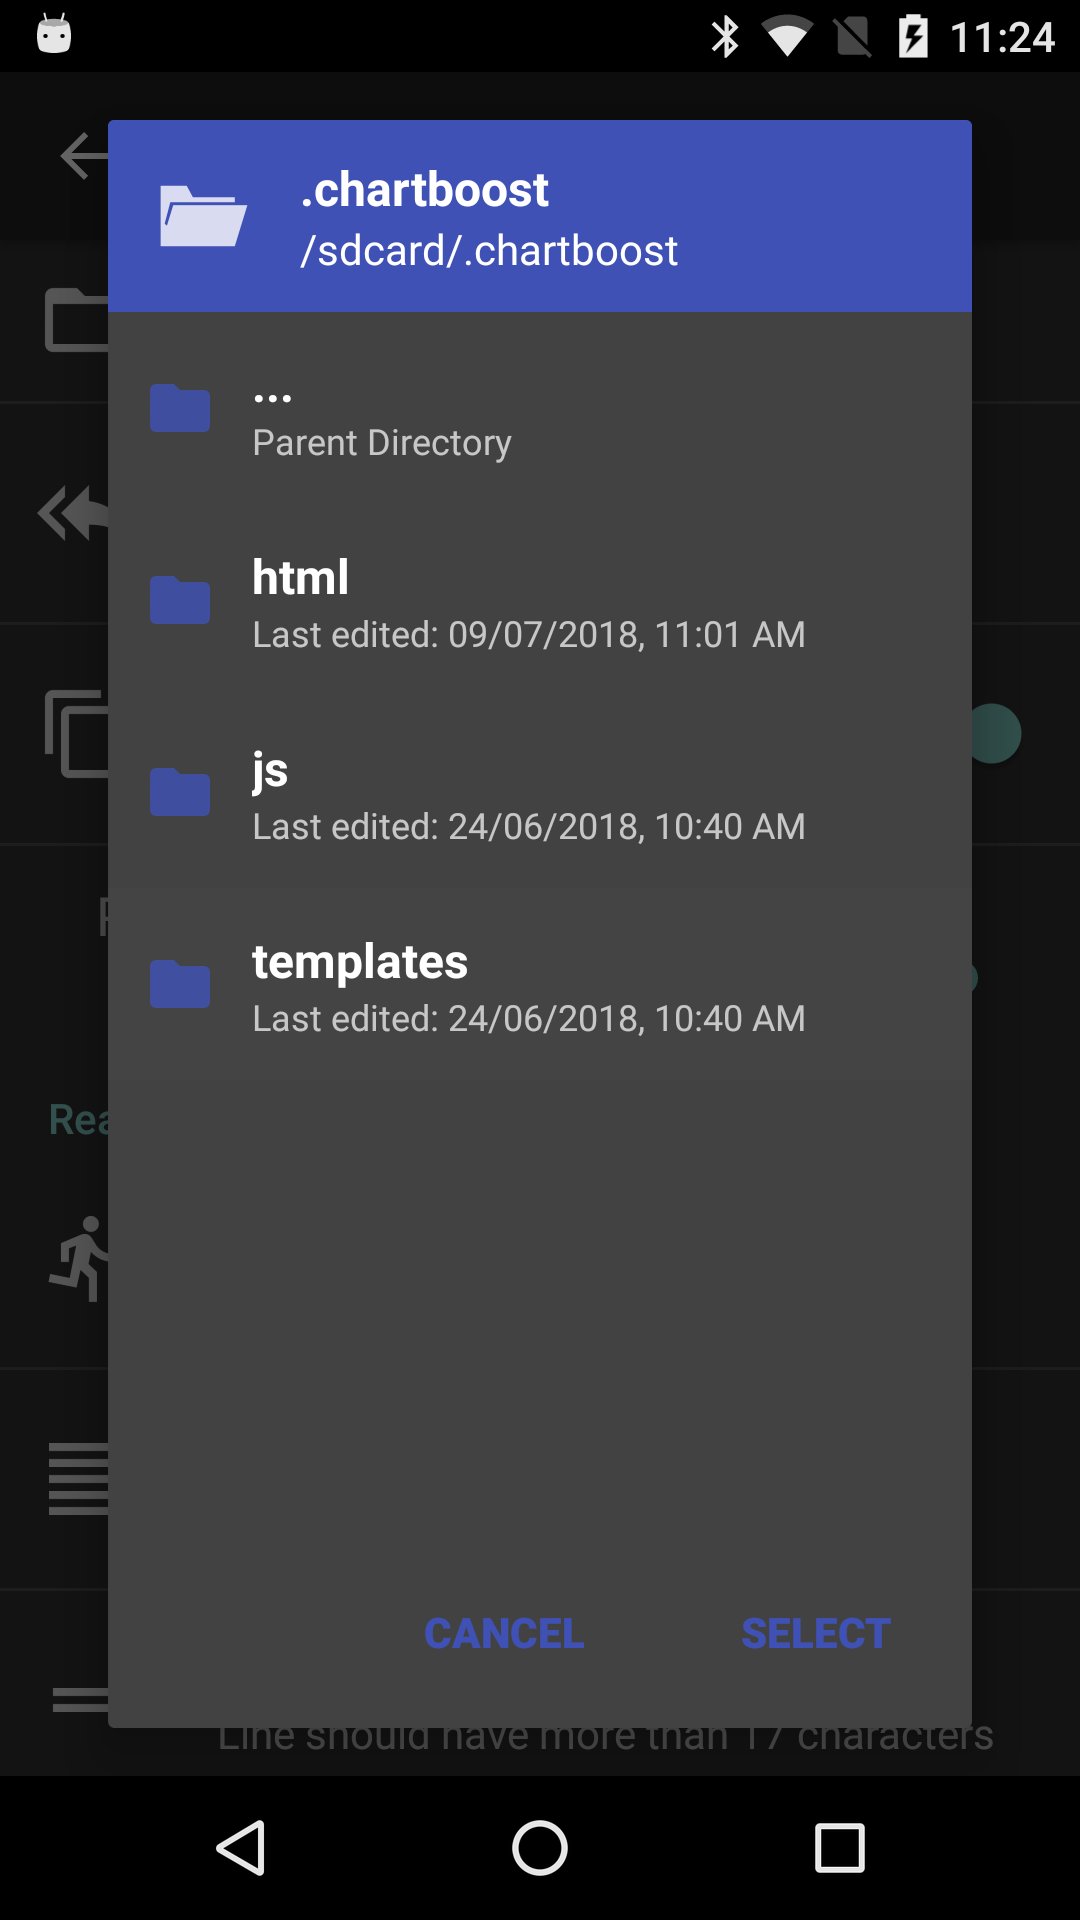 11:24
.chartboost
/sdcard/.chartboost
...
Parent Directory
html
Last edited: 09/07/2018, 11:01 AM
js
Last edited: 24/06/2018, 10:40 AM
templates
Last edited: 24/06/2018, 10:40 AM
CANCEL
SELECT
Line should have more than 17 characters